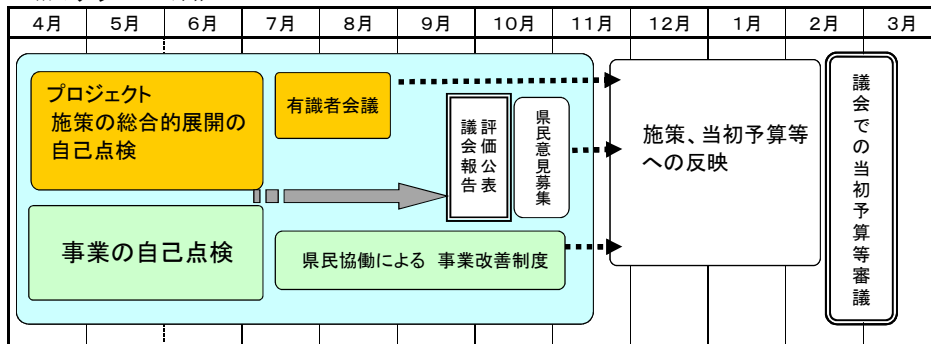 4月 5月 6月 7月 8月 9月 10月 11月 12月 1月 2月 3月
プロジェクト
施策の総合的展開の
自己点検
有識者会議
評価公表
議会報告
県民意見募集
施策、当初予算等
への反映
議会での当初予算等審議
事業の自己点検
県民協働による 事業改善制度